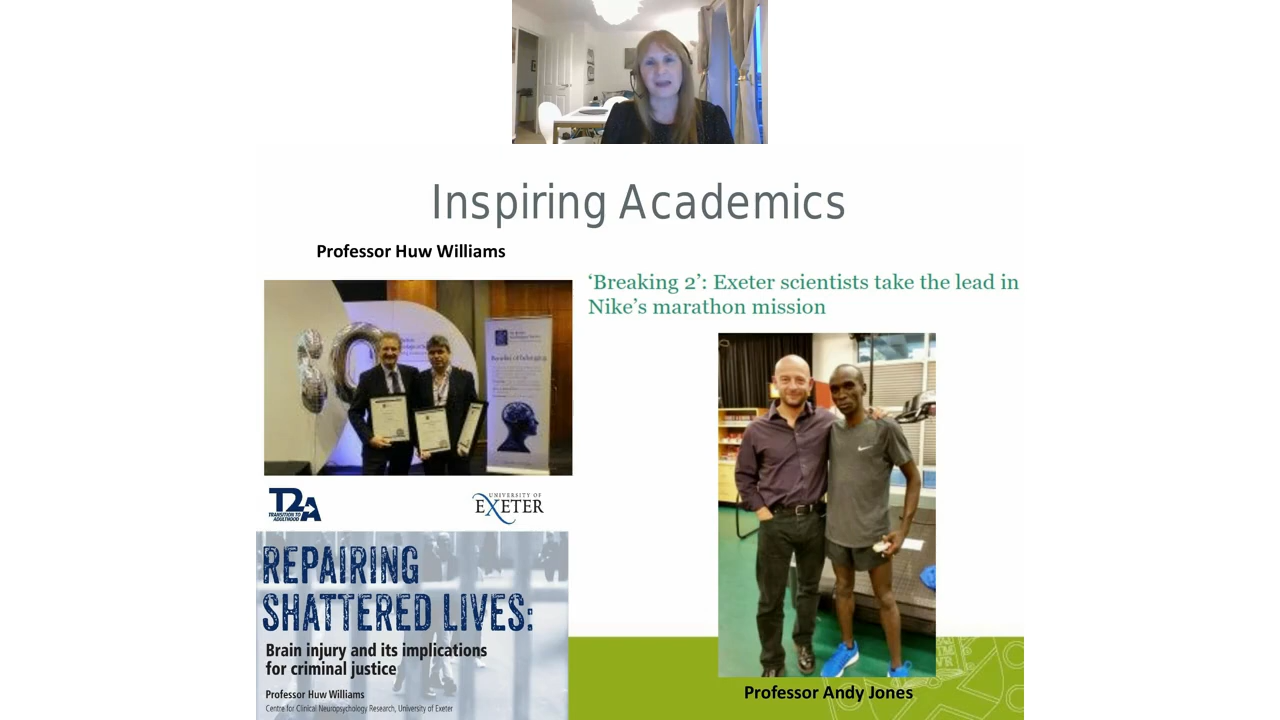 Inspiring Academics
Professor Huw Williams
‘Breaking 2’: Exeter scientists take the lead in
Nike’s marathon mission
60
T2A
TRANSITION TO
ADULTHOOD
UNIVERSITY OF
EXETER
REPAIRING
SHATTERED LIVES:
Brain injury and its implications
for criminal justice
Professor Huw Williams
Centre for Clinical Neuropsychology Research, University of Exeter
Professor Andy Jones